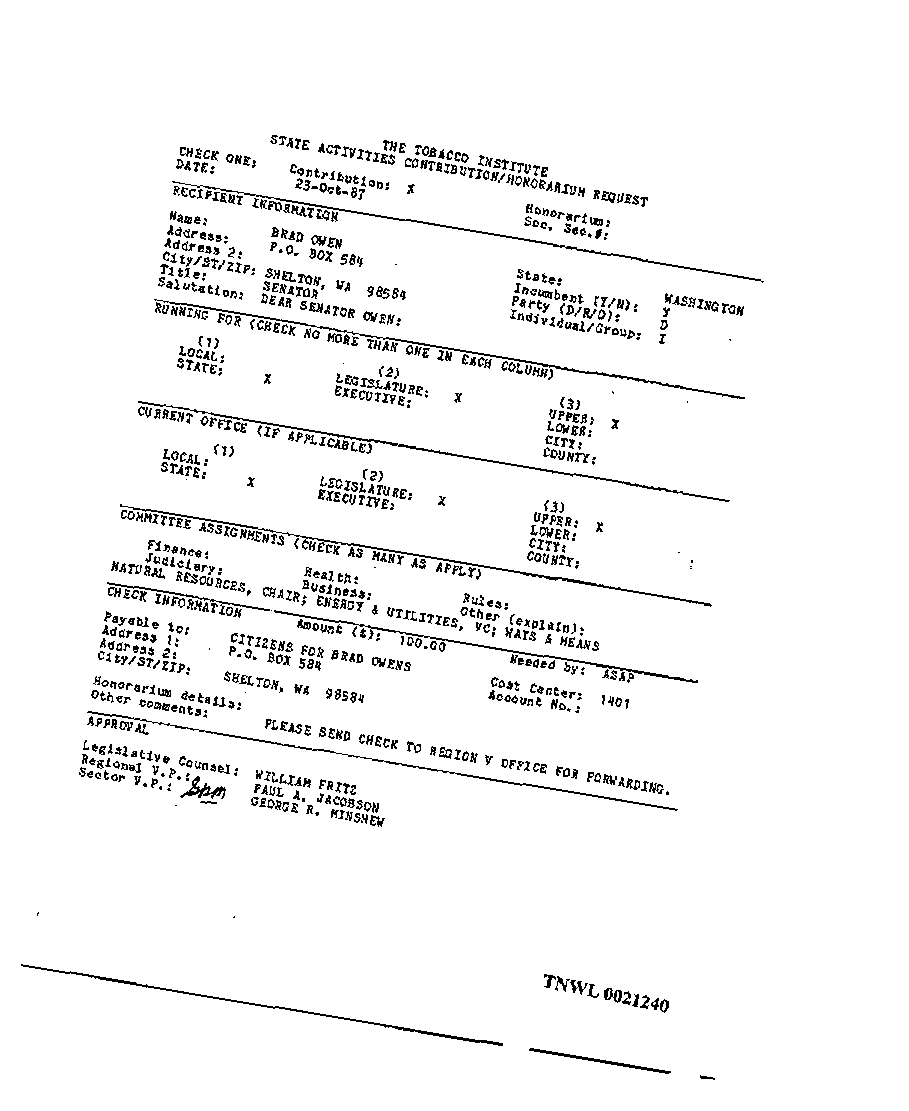 THE TOBACCO INSTITUTE
STATE ACTIVITIES CONTRIBUTION/HONORARIUM REQUEST
CHECK ONE: Contribution: X Honorarium:
DATE: 23-Oct-87 Soc. Sec.#:
RECIPIENT INFORMATION
Name: BRAD OWEN State: WASHINGTON
Address: P.O. BOX 584 Incumbent (Y/N): Y
Address 2: Party (D/R/O): D
City/ST/ZIP: SHELTON, WA 98584 Individual/Group: I
Title: SENATOR
Salutation: DEAR SENATOR OWEN:
RUNNING FOR (CHECK NO MORE THAN ONE IN EACH COLUMN)
(1) (2) (3)
LOCAL: LEGISLATURE: X UPPER: X
STATE: X EXECUTIVE: LOWER:
CITY:
COUNTY:
CURRENT OFFICE (IF APPLICABLE)
(1) (2) (3)
LOCAL: LEGISLATURE: X UPPER: X
STATE: X EXECUTIVE: LOWER:
CITY:
COUNTY:
COMMITTEE ASSIGNMENTS (CHECK AS MANY AS APPLY)
Finance: Health: Rules:
Judiciary: Business: Other (explain):
NATURAL RESOURCES, CHAIR; ENERGY & UTILITIES, VC; WAYS & MEANS
CHECK INFORMATION Amount ($): 100.00 Needed by: ASAP
Payable to: CITIZENS FOR BRAD OWENS Cost Center: 1401
Address 1: P.O. BOX 584 Account No.:
Address 2:
City/ST/ZIP: SHELTON, WA 98584
Honorarium details:
Other comments: PLEASE SEND CHECK TO REGION V OFFICE FOR FORWARDING.
APPROVAL
Legislative Counsel: WILLIAM FRITZ
Regional V.P.: PAUL A. JACOBSON
Sector V.P.: GEORGE R. MINSHEW
TNWL 0021240